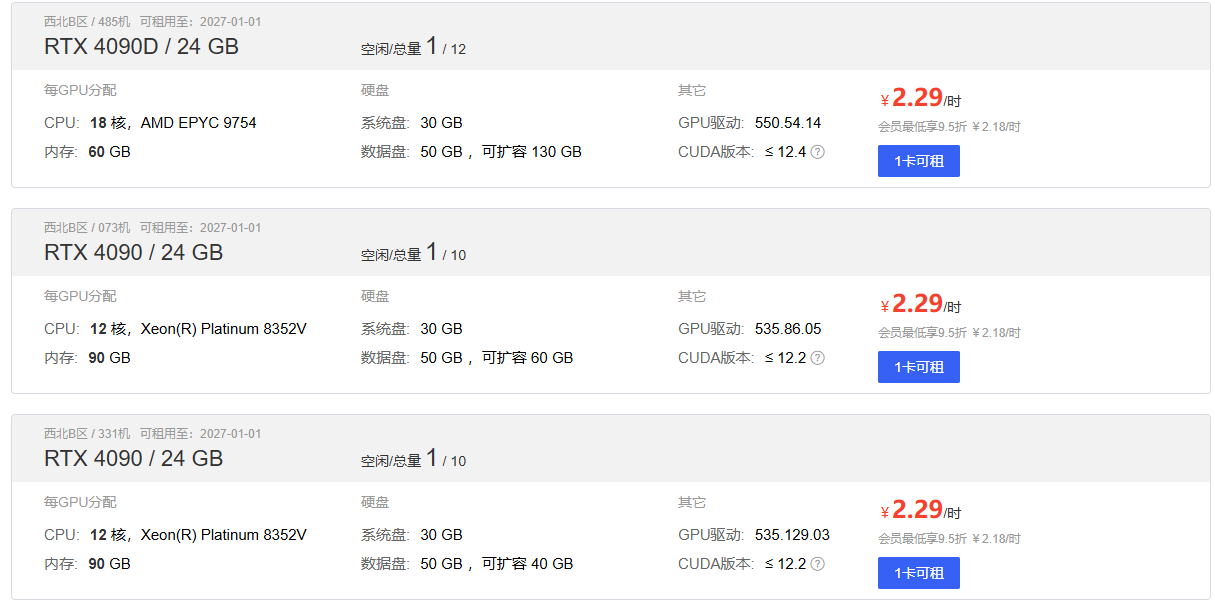 西北B区 / 485机 可租用至：2027-01-01
RTX 4090D / 24 GB 空闲/总量 1 / 12
每GPU分配 硬盘 其它 ￥2.29/时
CPU: 18 核，AMD EPYC 9754 系统盘: 30 GB GPU驱动: 550.54.14 会员最低享9.5折 ￥2.18/时
内存: 60 GB 数据盘: 50 GB ，可扩容 130 GB CUDA版本: ≤ 12.4 ? 1卡可租
西北B区 / 073机 可租用至：2027-01-01
RTX 4090 / 24 GB 空闲/总量 1 / 10
每GPU分配 硬盘 其它 ￥2.29/时
CPU: 12 核，Xeon(R) Platinum 8352V 系统盘: 30 GB GPU驱动: 535.86.05 会员最低享9.5折 ￥2.18/时
内存: 90 GB 数据盘: 50 GB ，可扩容 60 GB CUDA版本: ≤ 12.2 ? 1卡可租
西北B区 / 331机 可租用至：2027-01-01
RTX 4090 / 24 GB 空闲/总量 1 / 10
每GPU分配 硬盘 其它 ￥2.29/时
CPU: 12 核，Xeon(R) Platinum 8352V 系统盘: 30 GB GPU驱动: 535.129.03 会员最低享9.5折 ￥2.18/时
内存: 90 GB 数据盘: 50 GB ，可扩容 40 GB CUDA版本: ≤ 12.2 ? 1卡可租